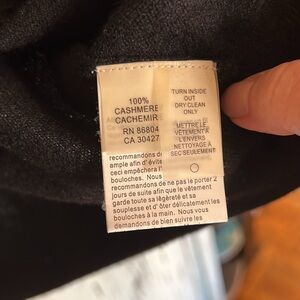 100%
CASHMERE
CACHEMIR
RN 86804
CA 30427
TURN INSIDE
OUT
DRY CLEAN
ONLY
METTRE LE
VÊTEMENT À
L'ENVERS
NETTOYAGE À
SEC SEULEMENT
recommandons d
ample afin d' évite
ceci empêchera l'
bouloches. Nous
recommandons de ne pas le porter 2
jours de suite afin que le vêtement
garde toute sa légèreté et sa
souplesse et d' ôter délicatement les
bouloches à la main. Nous vous
demandons de bien suivre les